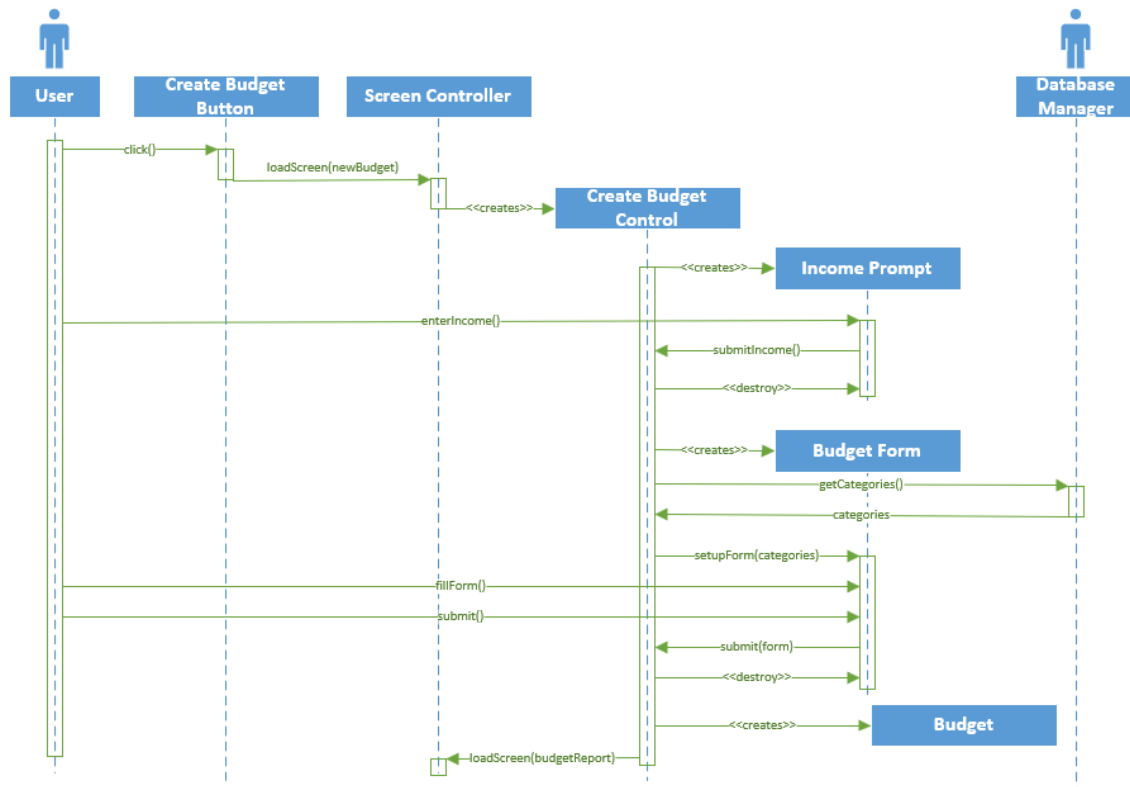 User
Create Budget
Button
Screen Controller
Database
Manager
click()
loadScreen(newBudget)
<<creates>>
Create Budget
Control
<<creates>>
Income Prompt
enterIncome()
submitIncome()
<<destroy>>
<<creates>>
Budget Form
getCategories()
categories
setupForm(categories)
fillForm()
submit()
submit(form)
<<destroy>>
<<creates>>
Budget
loadScreen(budgetReport)